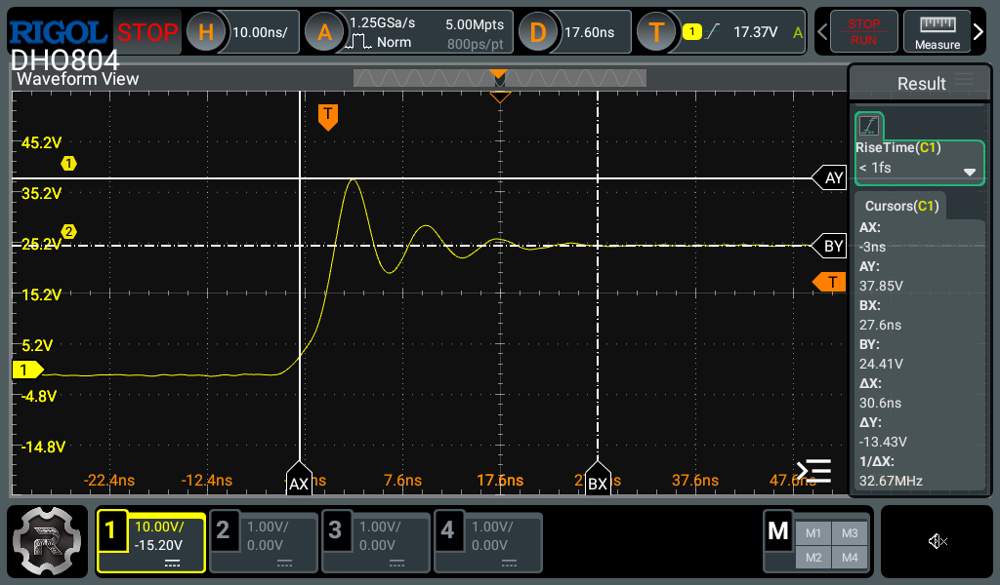 RIGOL STOP H 10.00ns/ A 1.25GSa/s 5.00Mpts D 17.60ns T 1 17.37V A STOP
Norm 800ps/pt RUN Measure
DHO804
Waveform View Result
T
45.2V
1
RiseTime(C1)
< 1fs
AY
35.2V
Cursors(C1)
2
AX:
25.2V BY
-3ns
AY:
T
37.85V
15.2V
BX:
27.6ns
5.2V
BY:
1
24.41V
-4.8V
ΔX:
30.6ns
ΔY:
-14.8V
-13.43V
1/ΔX:
-22.4ns -12.4ns AX 7.6ns 17.6ns BX 37.6ns 47.6ns
32.67MHz
1 10.00V/ 2 1.00V/ 3 1.00V/ 4 1.00V/ M M1 M3
-15.20V 0.00V 0.00V 0.00V M2 M4
R